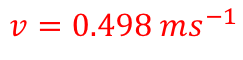 v = 0.498 ms⁻¹